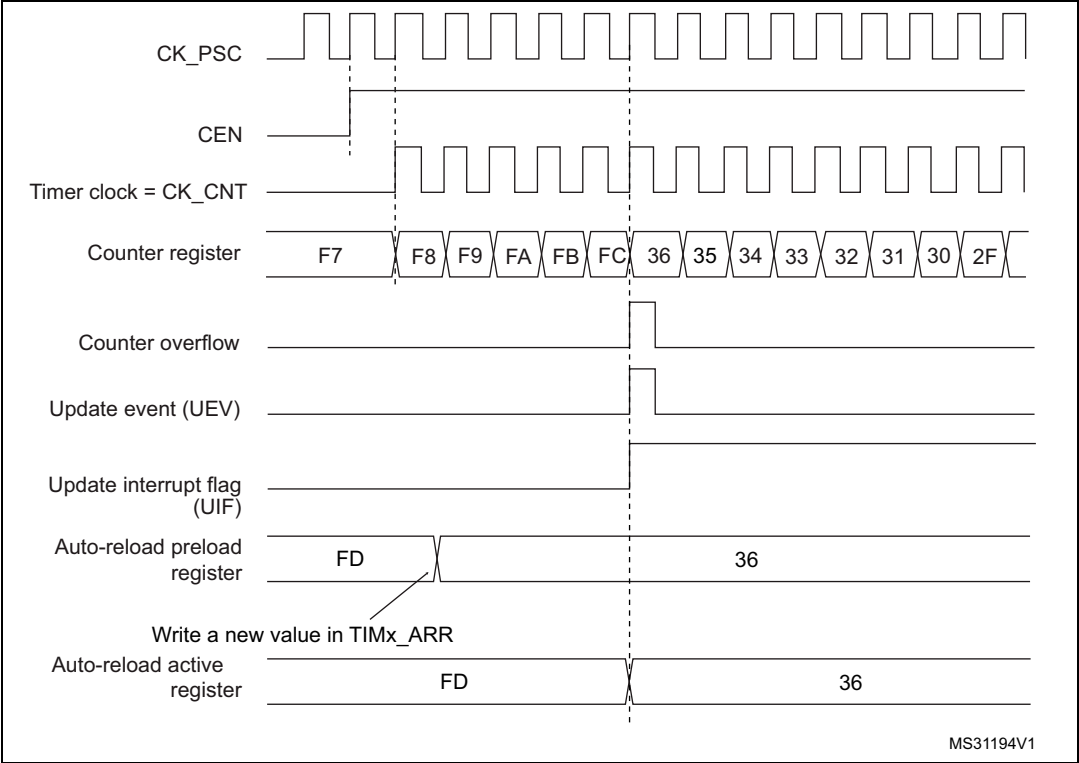 CK_PSC
CEN
Timer clock = CK_CNT
Counter register
F7 F8 F9 FA FB FC 36 35 34 33 32 31 30 2F
Counter overflow
Update event (UEV)
Update interrupt flag
(UIF)
Auto-reload preload
register
FD 36
Write a new value in TIMx_ARR
Auto-reload active
register
FD 36
MS31194V1